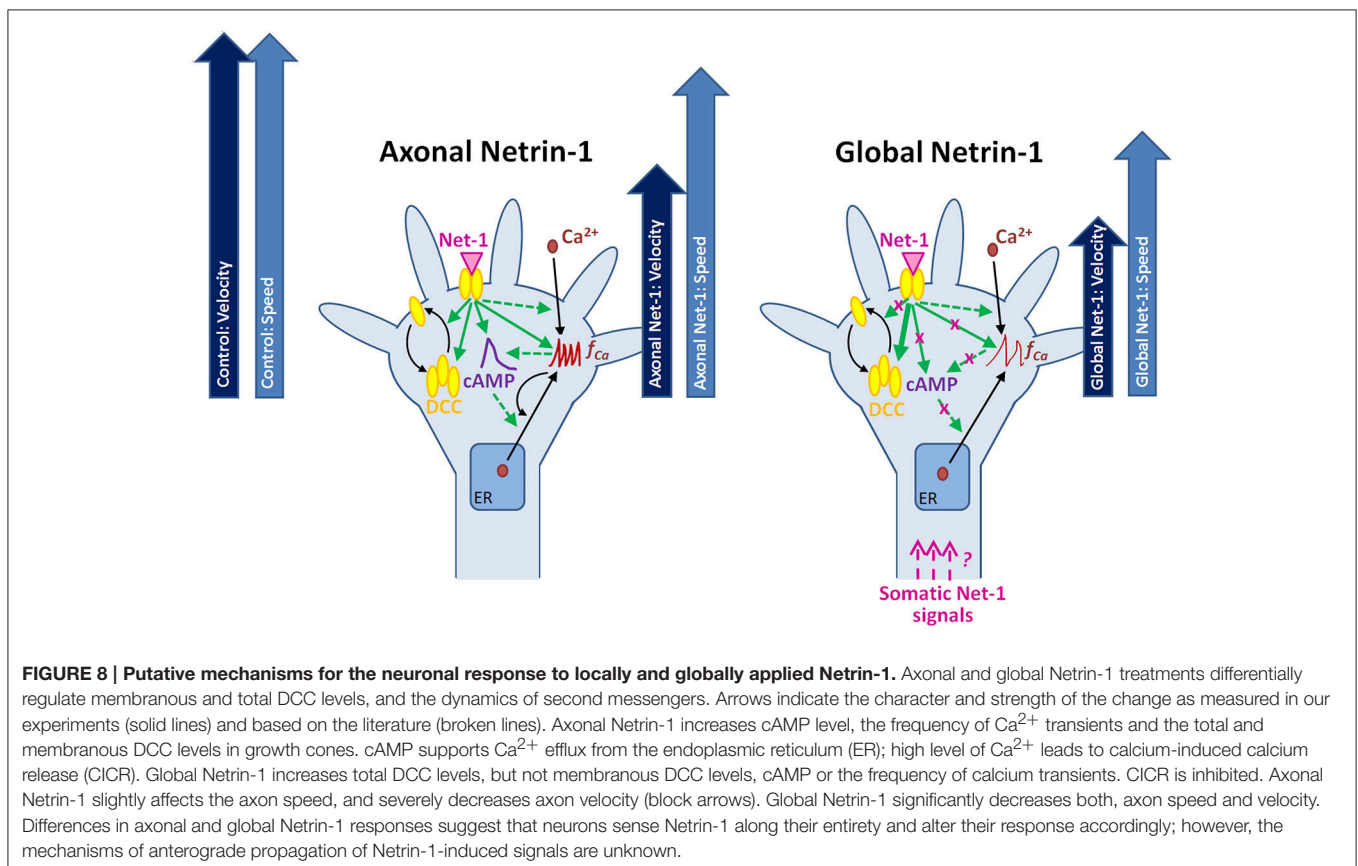 Control: Velocity
Control: Speed
Axonal Netrin-1
Net-1
Ca²⁺
f_Ca
cAMP
DCC
ER
Axonal Net-1: Velocity
Axonal Net-1: Speed
Global Netrin-1
Net-1
Ca²⁺
x
x
x
x
x
f_Ca
cAMP
DCC
ER
?
Somatic Net-1
signals
Global Net-1: Velocity
Global Net-1: Speed
FIGURE 8 | Putative mechanisms for the neuronal response to locally and globally applied Netrin-1. Axonal and global Netrin-1 treatments differentially
regulate membranous and total DCC levels, and the dynamics of second messengers. Arrows indicate the character and strength of the change as measured in our
experiments (solid lines) and based on the literature (broken lines). Axonal Netrin-1 increases cAMP level, the frequency of Ca²⁺ transients and the total and
membranous DCC levels in growth cones. cAMP supports Ca²⁺ efflux from the endoplasmic reticulum (ER); high level of Ca²⁺ leads to calcium-induced calcium
release (CICR). Global Netrin-1 increases total DCC levels, but not membranous DCC levels, cAMP or the frequency of calcium transients. CICR is inhibited. Axonal
Netrin-1 slightly affects the axon speed, and severely decreases axon velocity (block arrows). Global Netrin-1 significantly decreases both, axon speed and velocity.
Differences in axonal and global Netrin-1 responses suggest that neurons sense Netrin-1 along their entirety and alter their response accordingly; however, the
mechanisms of anterograde propagation of Netrin-1-induced signals are unknown.